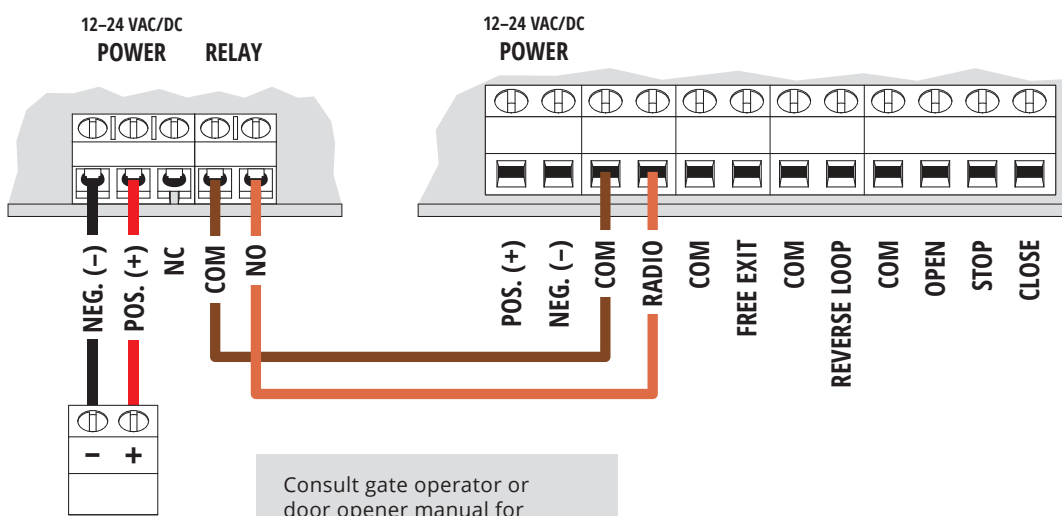 12–24 VAC/DC
POWER RELAY
12–24 VAC/DC
POWER
NEG. (–)
POS. (+)
NC
COM
NO
POS. (+)
NEG. (–)
COM
RADIO
COM
FREE EXIT
COM
REVERSE LOOP
COM
OPEN
STOP
CLOSE
– +
Consult gate operator or
door opener manual for